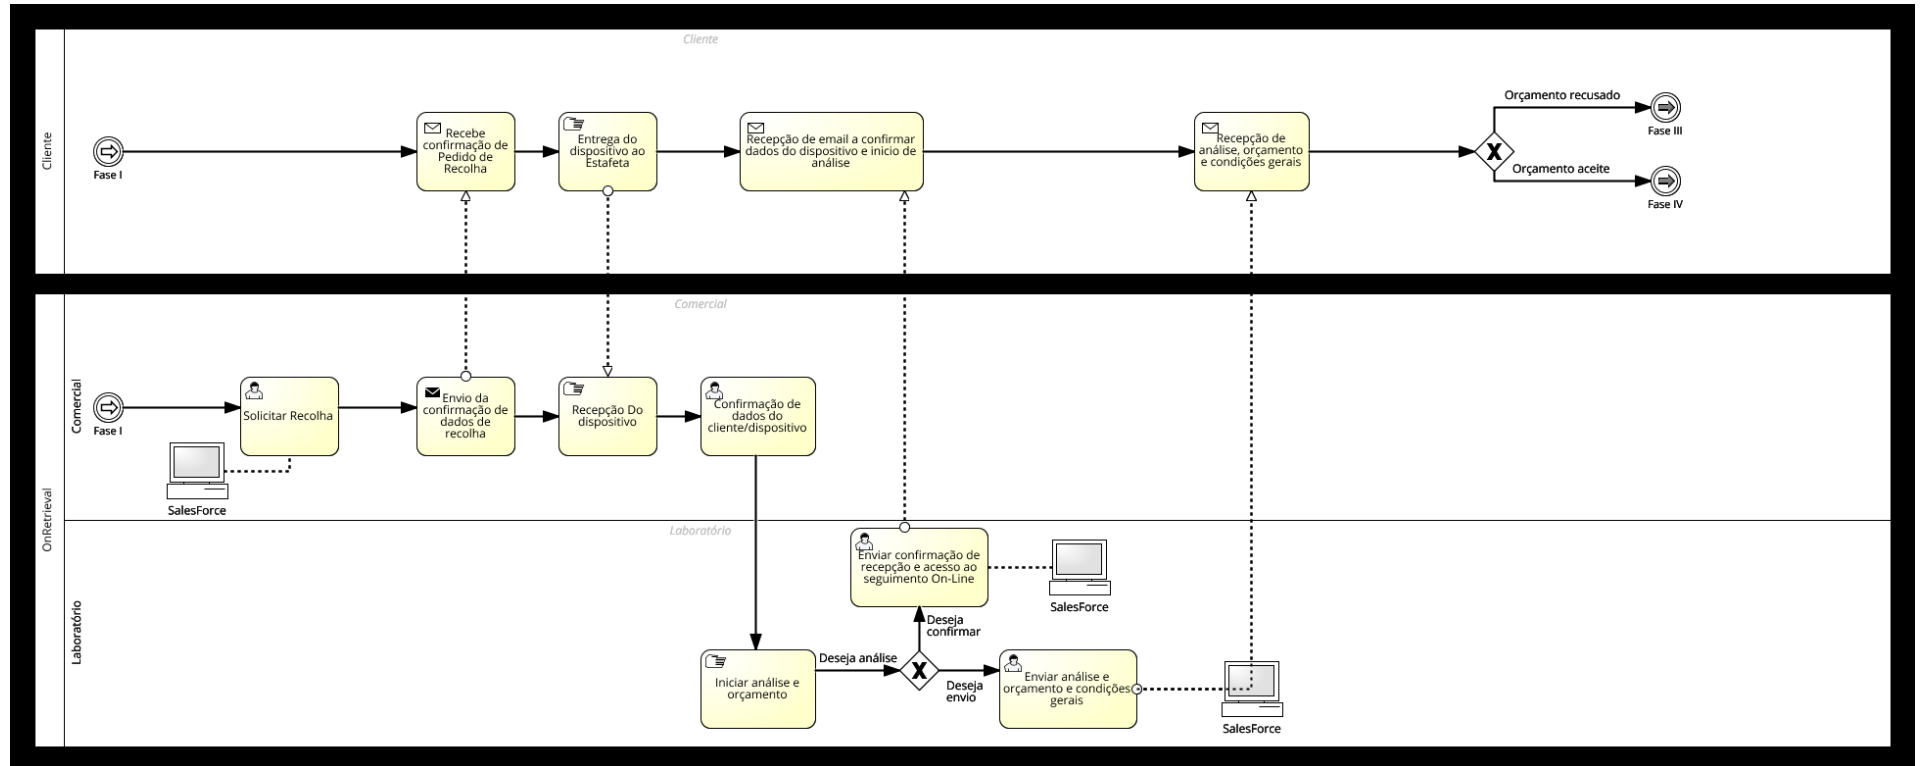 Cliente
Cliente
Fase I
Recebe
confirmação de
Pedido de
Recolha
Entrega do
dispositivo ao
Estafeta
Recepção de email a confirmar
dados do dispositivo e inicio de
análise
Recepção de
análise, orçamento
e condições gerais
Orçamento recusado
Fase III
Orçamento aceite
Fase IV
OnRetrieval
Comercial
Comercial
Fase I
Solicitar Recolha
SalesForce
Envio da
confirmação de
dados de
recolha
Recepção Do
dispositivo
Confirmação de
dados do
cliente/dispositivo
Laboratório
Laboratório
Enviar confirmação de
recepção e acesso ao
seguimento On-Line
SalesForce
Deseja
confirmar
Iniciar análise e
orçamento
Deseja análise
Deseja
envio
Enviar análise e
orçamento e condições
gerais
SalesForce